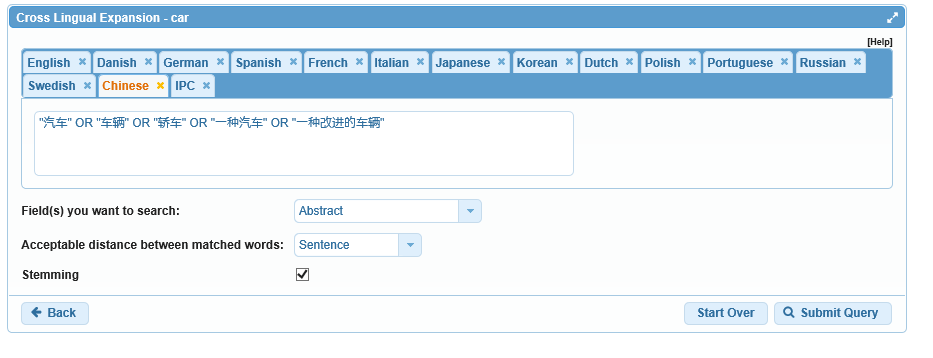 Cross Lingual Expansion - car
[Help]
English Danish German Spanish French Italian Japanese Korean Dutch Polish Portuguese Russian
Swedish Chinese IPC
"汽车" OR "车辆" OR "轿车" OR "一种汽车" OR "一种改进的车辆"
Field(s) you want to search: Abstract
Acceptable distance between matched words: Sentence
Stemming
Back Start Over Submit Query